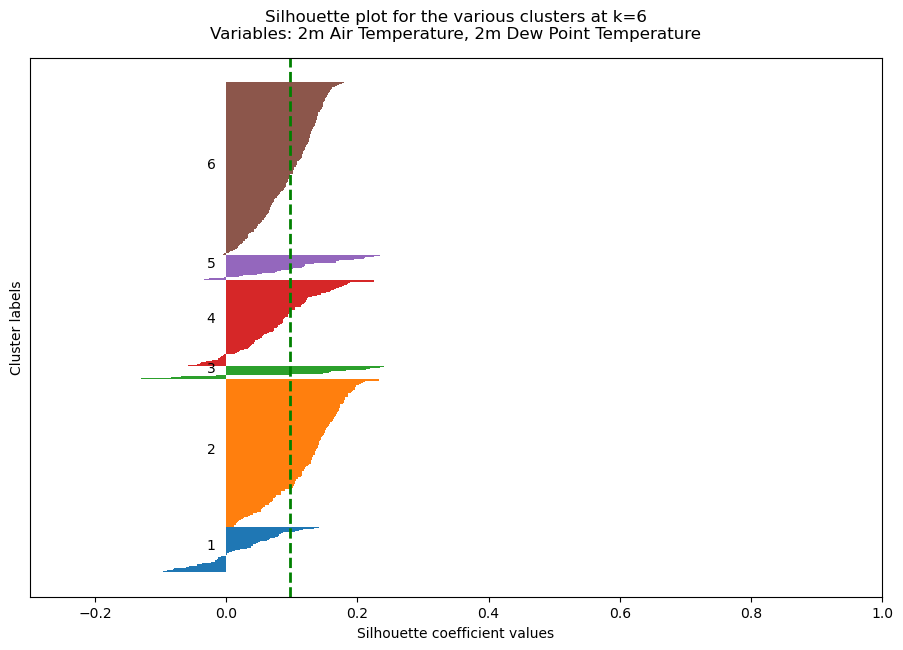 Silhouette plot for the various clusters at k=6
Variables: 2m Air Temperature, 2m Dew Point Temperature
Cluster labels
6
5
4
3
2
1
−0.2 0.0 0.2 0.4 0.6 0.8 1.0
Silhouette coefficient values